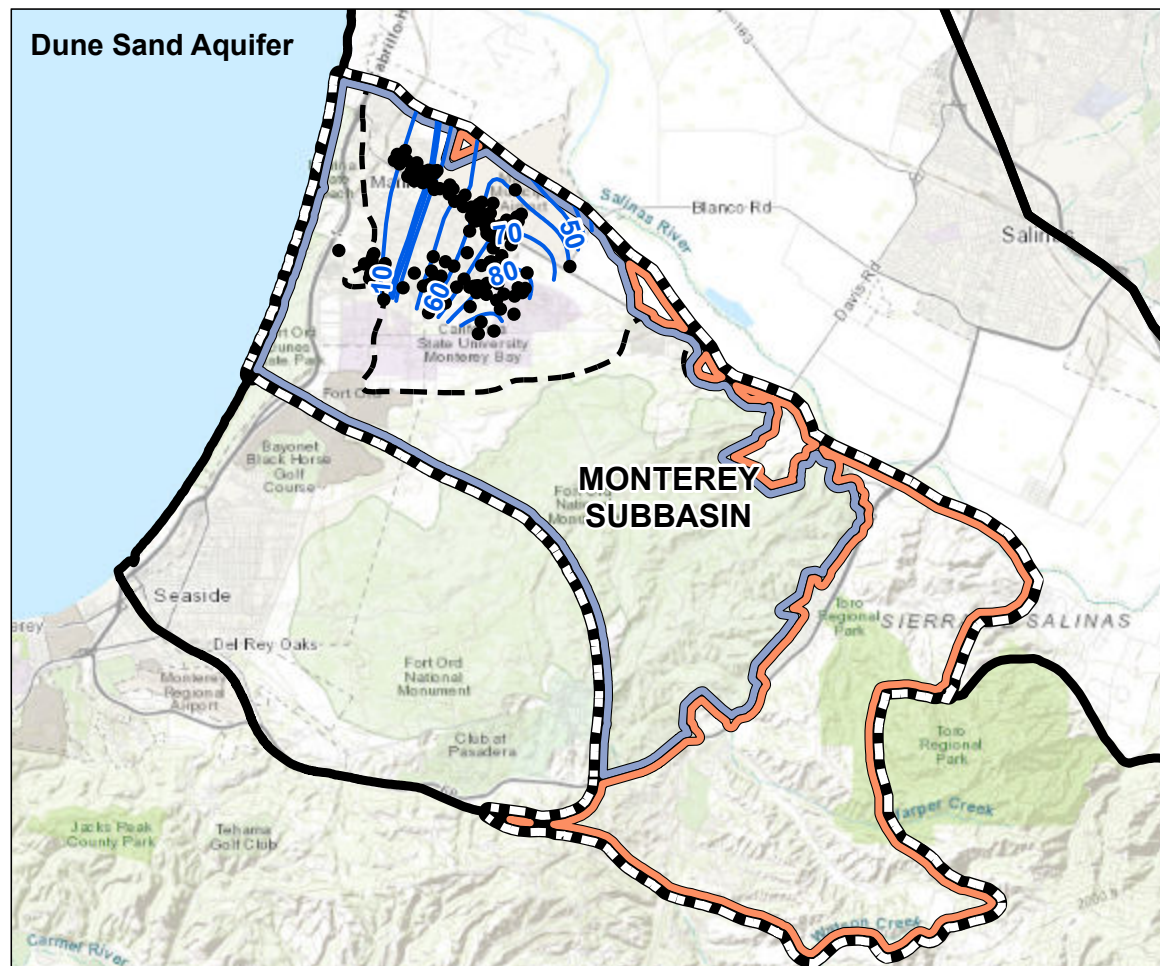 Dune Sand Aquifer
163
Salinas River
Blanco Rd
Salinas
Davis Rd
50
70
80
10
60
State University
Monterey Bay
Fort Ord
Bayonet
Black Horse
Golf
Course
MONTEREY
SUBBASIN
Seaside
Del Rey Oaks
Regional
Airport
Fort Ord
National
Monument
Club at
Pasadera
Toro
Regional
Park
SALINAS
Toro
Regional
Park
Harper Creek
Jacks Peak
County Park
Tehama
Golf Club
Watson Creek
Carmel River